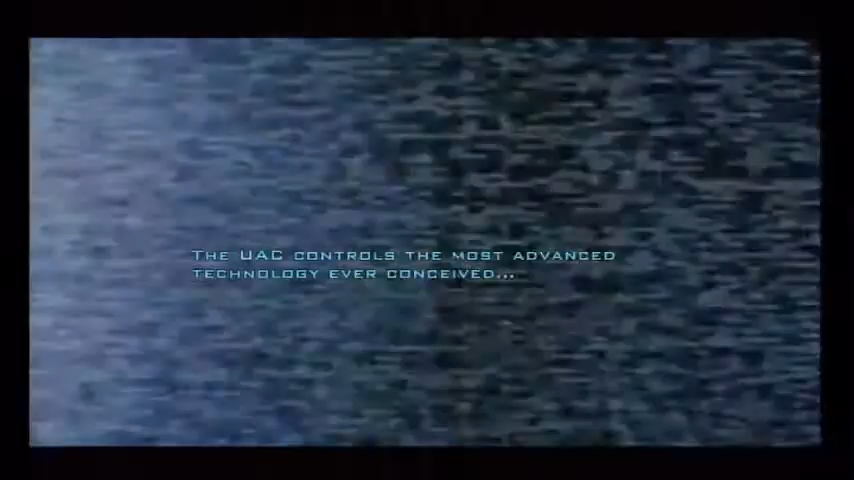 The UAC controls the most advanced
technology ever conceived...